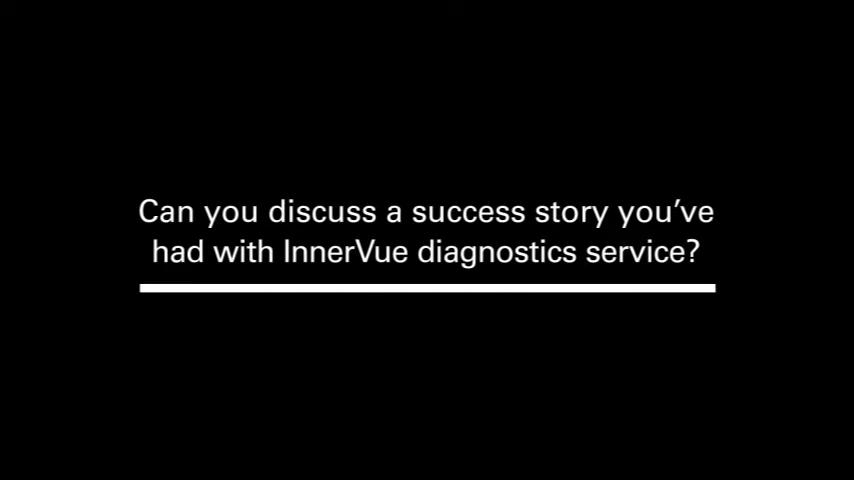 Can you discuss a success story you’ve
had with InnerVue diagnostics service?